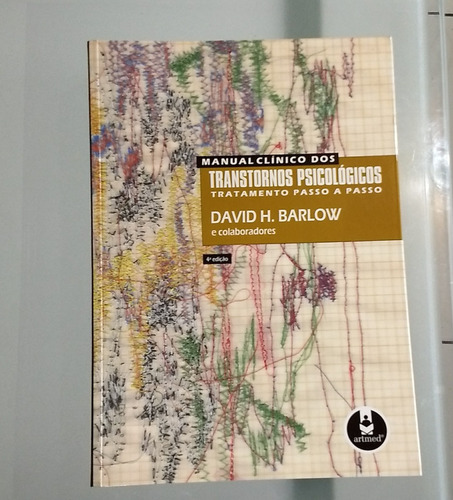 MANUAL CLÍNICO DOS
TRANSTORNOS PSICOLÓGICOS
TRATAMENTO PASSO A PASSO
DAVID H. BARLOW
e colaboradores
4ª edição
artmed®